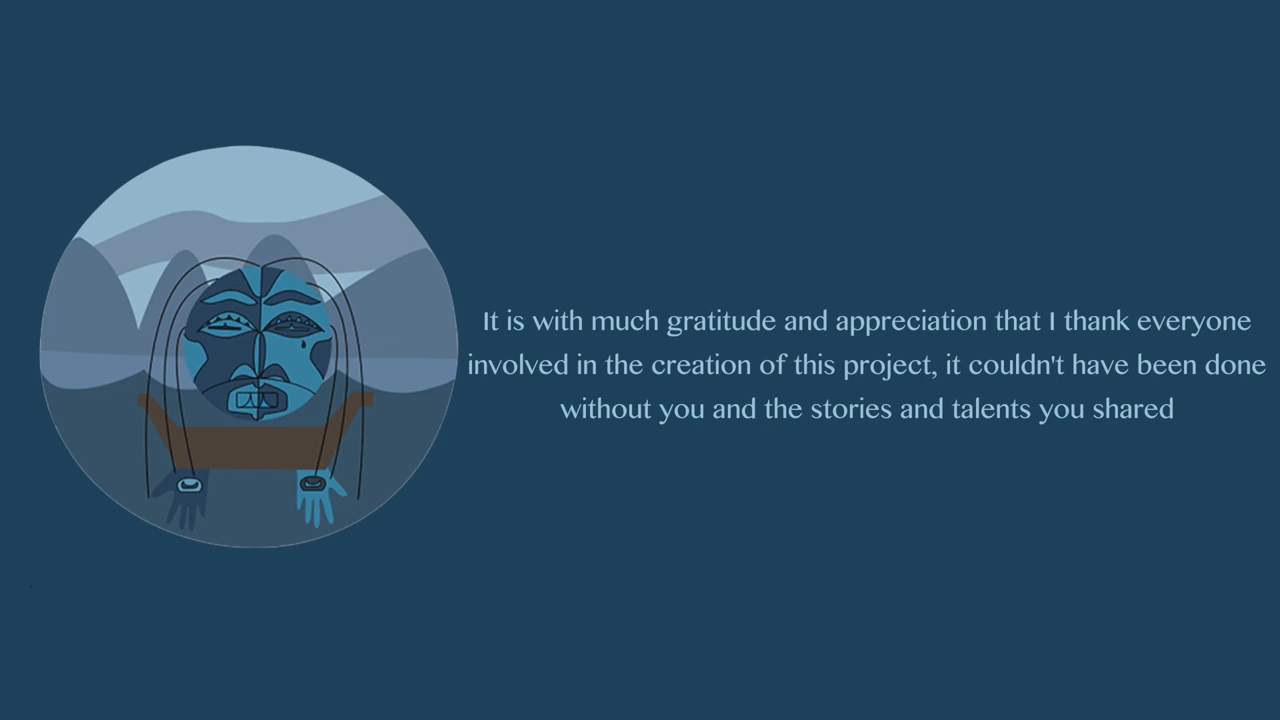 It is with much gratitude and appreciation that I thank everyone
involved in the creation of this project, it couldn't have been done
without you and the stories and talents you shared